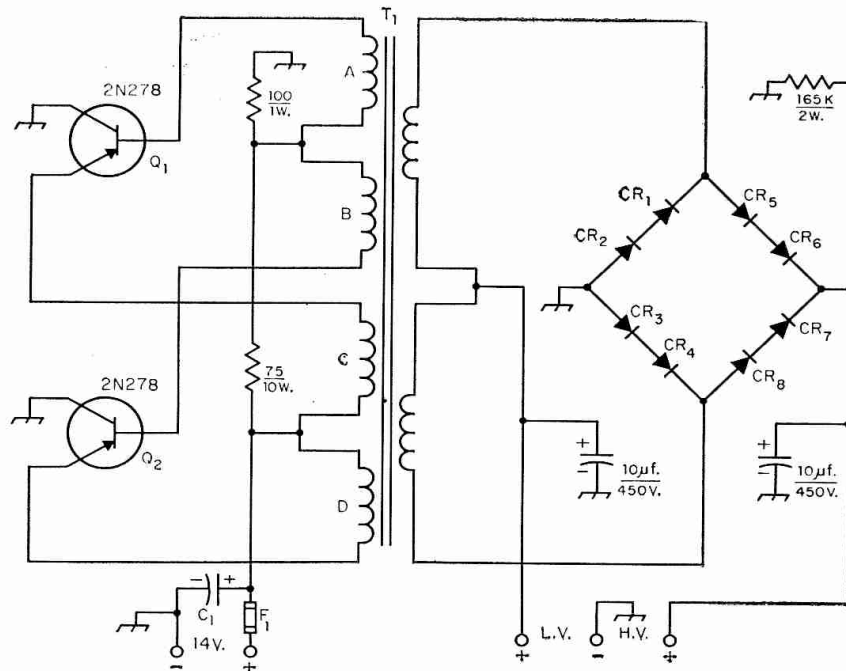 T1
2N278
Q1
100
1W.
A
B
165K
2W.
CR1
CR2
CR5
CR6
CR3
CR4
CR7
CR8
75
10W.
C
2N278
Q2
D
+
-
10µf.
450V.
+
-
10µf.
450V.
- +
C1
F1
14V.
- +
+ L.V. - H.V. +